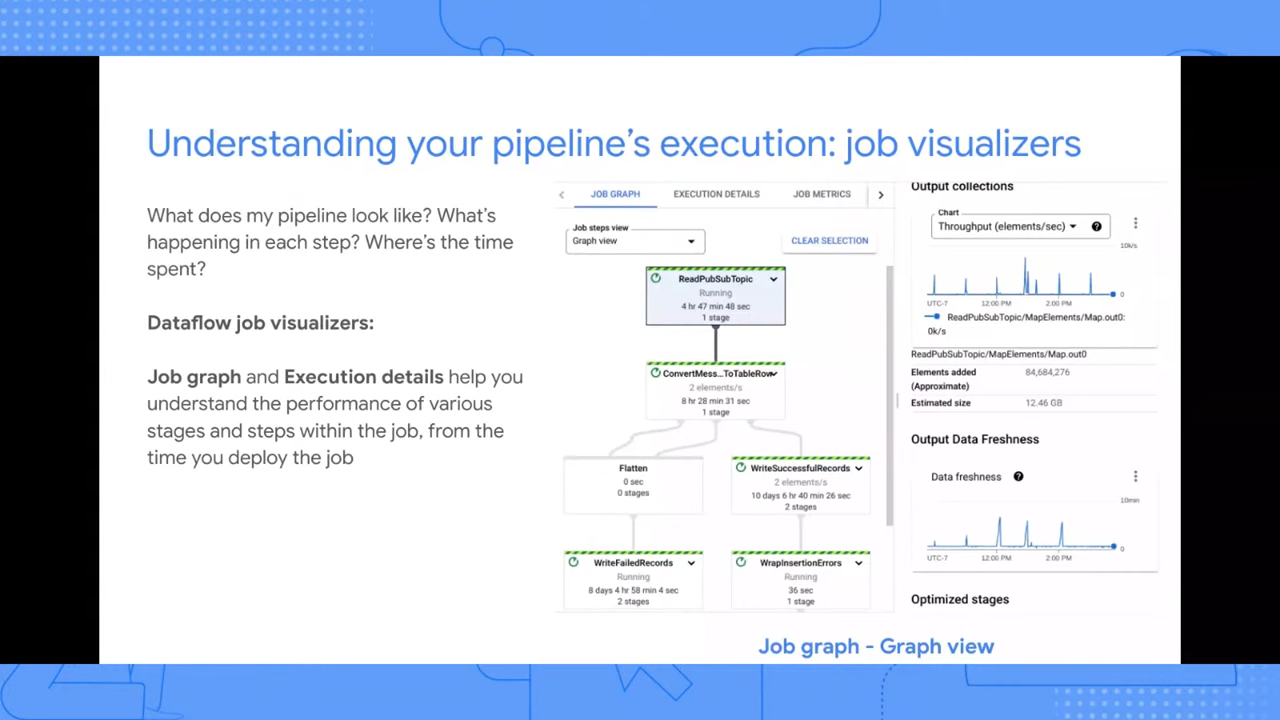 Understanding your pipeline's execution: job visualizers
What does my pipeline look like? What's
happening in each step? Where's the time
spent?
Dataflow job visualizers:
Job graph and Execution details help you
understand the performance of various
stages and steps within the job, from the
time you deploy the job
JOB GRAPH
EXECUTION DETAILS
JOB METRICS
Job steps view
Graph view
CLEAR SELECTION
ReadPubSubTopic
Running
4 hr 47 min 48 sec
1 stage
ConvertMess...ToTableRow
2 elements/s
8 hr 28 min 31 sec
1 stage
Flatten
0 sec
0 stages
WriteSuccessfulRecords
2 elements/s
10 days 6 hr 40 min 26 sec
2 stages
WriteFailedRecords
Running
8 days 4 hr 58 min 4 sec
2 stages
WrapInsertionErrors
Running
36 sec
1 stage
Output collections
Chart
Throughput (elements/sec)
10k/s
0
UTC-7 12:00 PM 2:00 PM
ReadPubSubTopic/MapElements/Map.out0:
0k/s
ReadPubSubTopic/MapElements/Map.out0
Elements added 84,684,276
(Approximate)
Estimated size 12.46 GB
Output Data Freshness
Data freshness
10min
0
UTC-7 12:00 PM 2:00 PM
Optimized stages
Job graph - Graph view